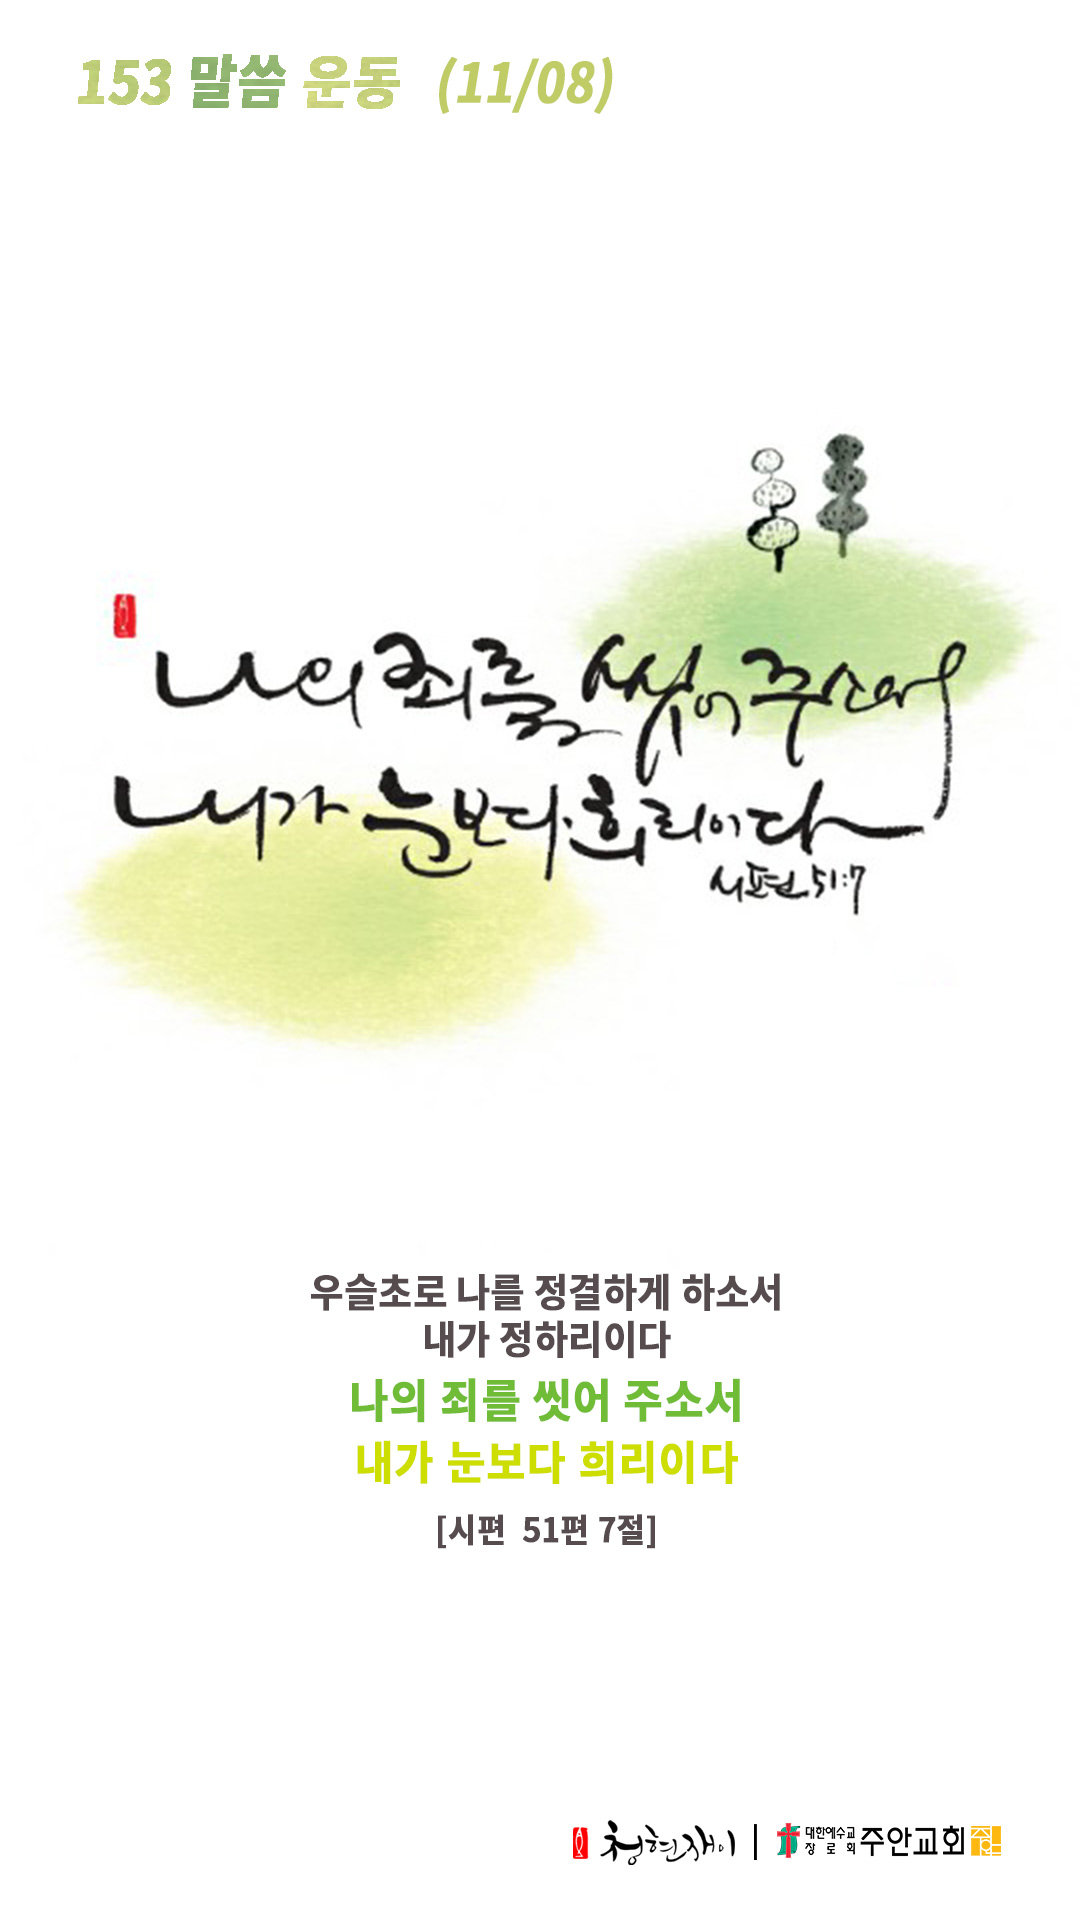 153 말씀 운동 (11/08)
나의 죄를 씻어 주소서
내가 눈보다 희리이다
시편 51:7
우슬초로 나를 정결하게 하소서
내가 정하리이다
나의 죄를 씻어 주소서
내가 눈보다 희리이다
[시편 51편 7절]
청현재이 | 대한예수교 장로회 주안교회 주안